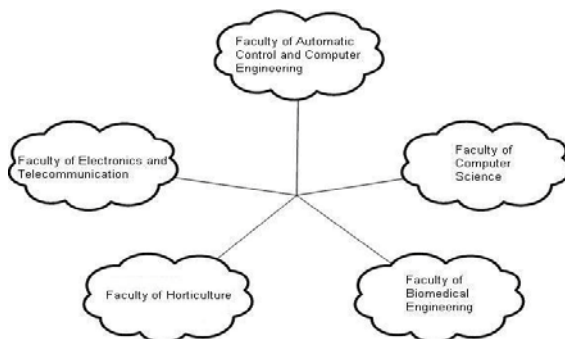 Faculty of Automatic
Control and Computer
Engineering
Faculty of Electronics and
Telecommunication
Faculty of
Computer
Science
Faculty of Horticulture
Faculty of
Biomedical
Engineering